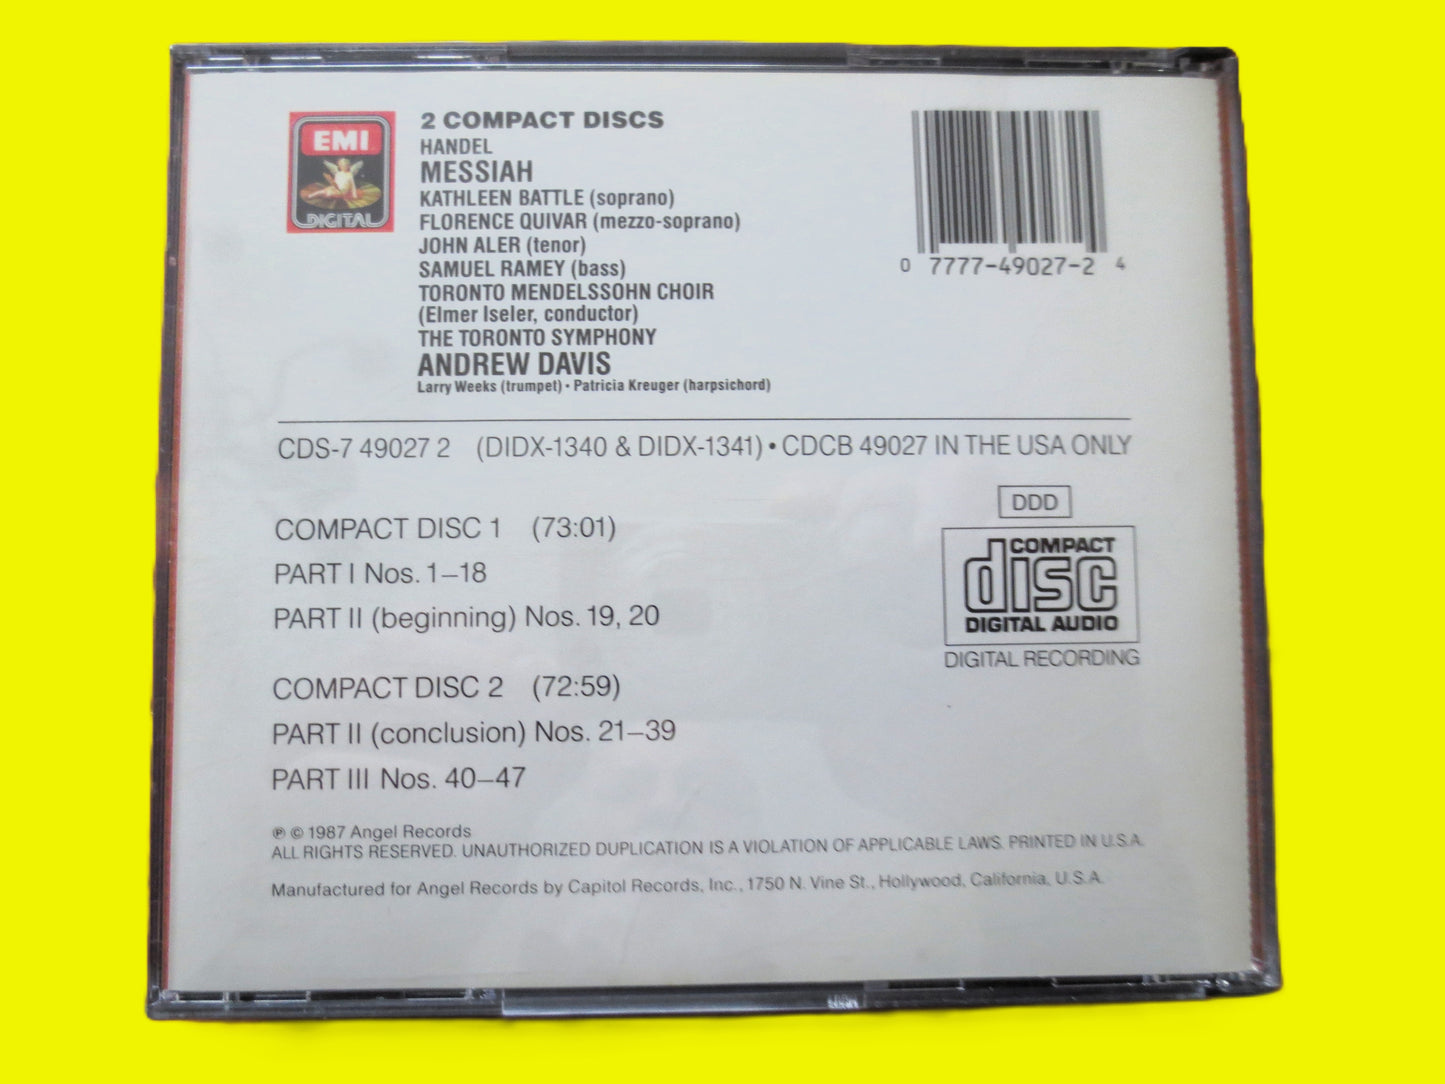 EMI
DIGITAL
2 COMPACT DISCS
HANDEL
MESSIAH
KATHLEEN BATTLE (soprano)
FLORENCE QUIVAR (mezzo-soprano)
JOHN ALER (tenor)
SAMUEL RAMEY (bass)
TORONTO MENDELSSOHN CHOIR
(Elmer Iseler, conductor)
THE TORONTO SYMPHONY
ANDREW DAVIS
Larry Weeks (trumpet) • Patricia Kreuger (harpsichord)
0 7777-49027-2 4
CDS-7 49027 2 (DIDX-1340 & DIDX-1341) • CDCB 49027 IN THE USA ONLY
COMPACT DISC 1 (73:01)
PART I Nos. 1–18
PART II (beginning) Nos. 19, 20
COMPACT DISC 2 (72:59)
PART II (conclusion) Nos. 21–39
PART III Nos. 40–47
DDD
COMPACT
disc
DIGITAL AUDIO
DIGITAL RECORDING
℗ © 1987 Angel Records
ALL RIGHTS RESERVED. UNAUTHORIZED DUPLICATION IS A VIOLATION OF APPLICABLE LAWS. PRINTED IN U.S.A.
Manufactured for Angel Records by Capitol Records, Inc., 1750 N. Vine St., Hollywood, California, U.S.A.